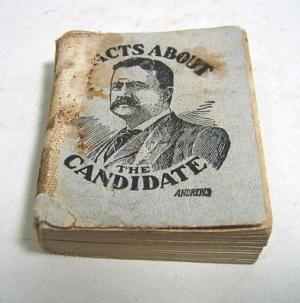 ACTS ABOUT
THE
CANDIDATE
ANDREWS